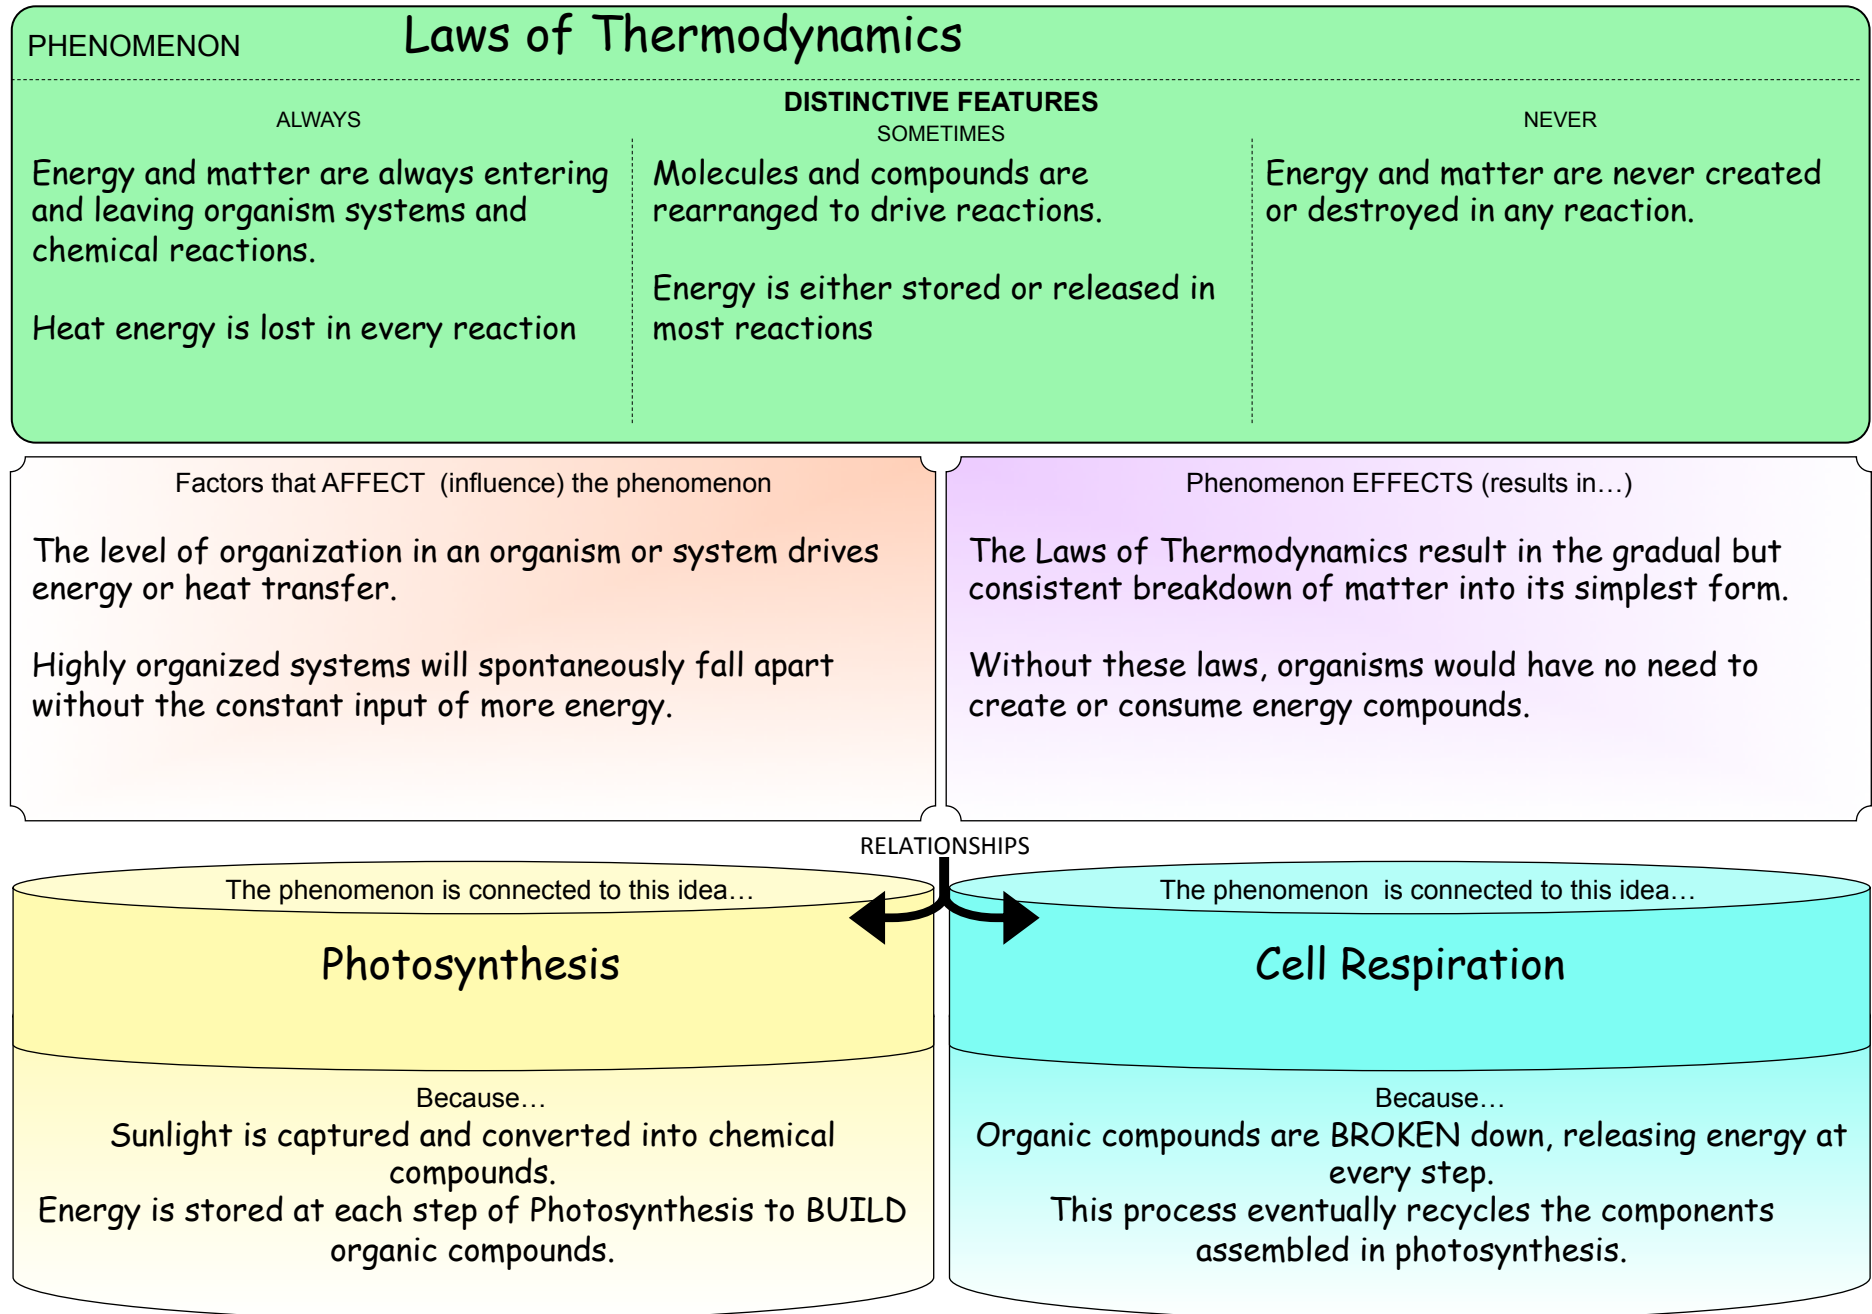 PHENOMENON
Laws of Thermodynamics
DISTINCTIVE FEATURES
ALWAYS
Energy and matter are always entering
and leaving organism systems and
chemical reactions.
Heat energy is lost in every reaction
SOMETIMES
Molecules and compounds are
rearranged to drive reactions.
Energy is either stored or released in
most reactions
NEVER
Energy and matter are never created
or destroyed in any reaction.
Factors that AFFECT (influence) the phenomenon
The level of organization in an organism or system drives
energy or heat transfer.
Highly organized systems will spontaneously fall apart
without the constant input of more energy.
Phenomenon EFFECTS (results in…)
The Laws of Thermodynamics result in the gradual but
consistent breakdown of matter into its simplest form.
Without these laws, organisms would have no need to
create or consume energy compounds.
RELATIONSHIPS
The phenomenon is connected to this idea…
Photosynthesis
Because…
Sunlight is captured and converted into chemical
compounds.
Energy is stored at each step of Photosynthesis to BUILD
organic compounds.
The phenomenon is connected to this idea…
Cell Respiration
Because…
Organic compounds are BROKEN down, releasing energy at
every step.
This process eventually recycles the components
assembled in photosynthesis.